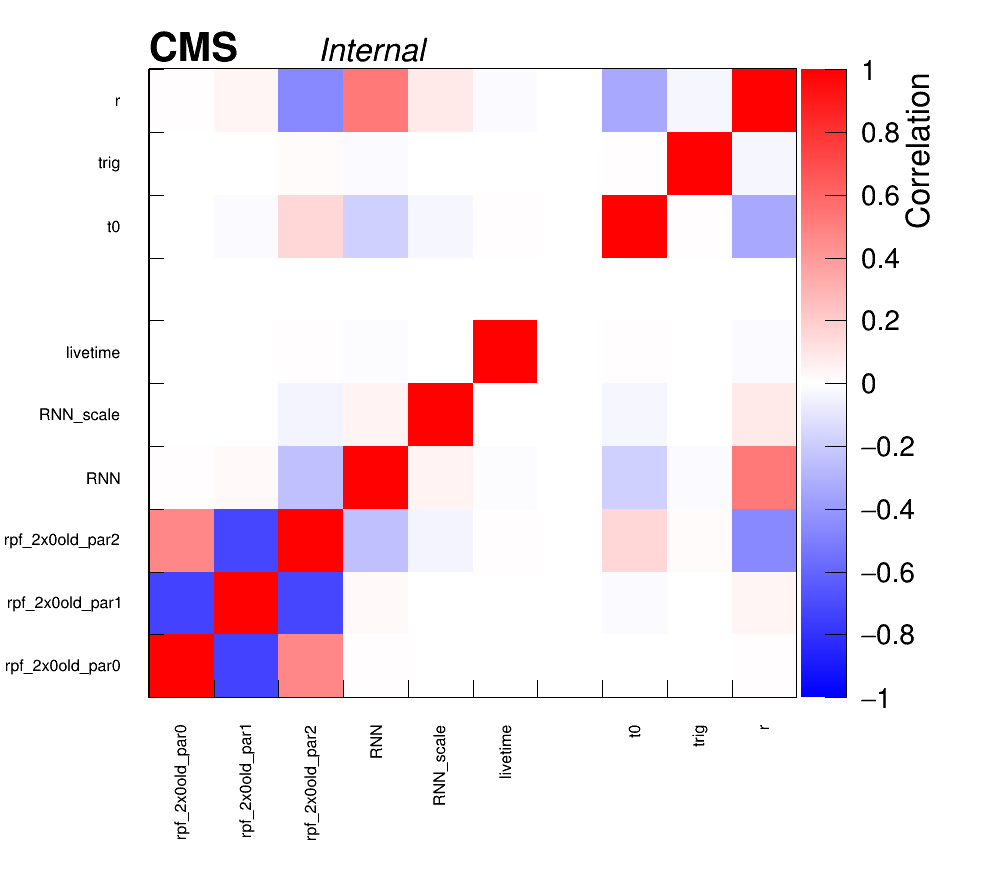 CMS Internal
r
trig
t0
livetime
RNN_scale
RNN
rpf_2x0old_par2
rpf_2x0old_par1
rpf_2x0old_par0
rpf_2x0old_par0
rpf_2x0old_par1
rpf_2x0old_par2
RNN
RNN_scale
livetime
t0
trig
r
1
0.8
0.6
0.4
0.2
0
−0.2
−0.4
−0.6
−0.8
−1
Correlation